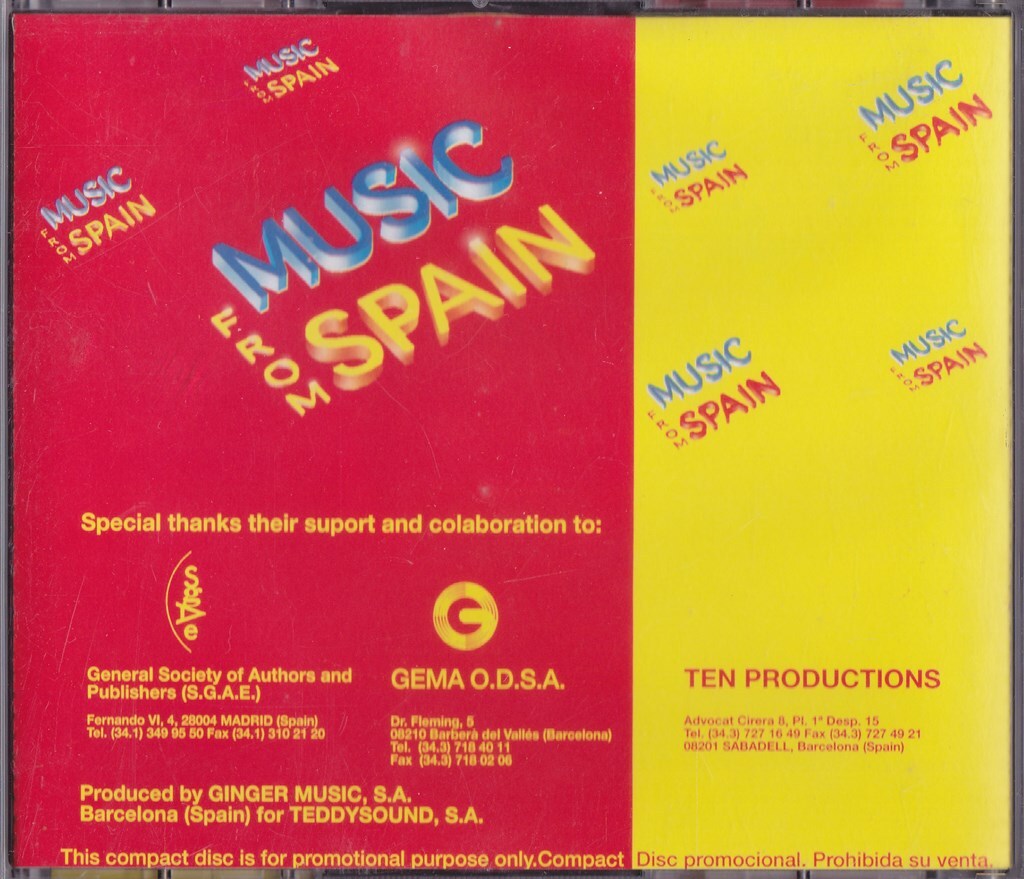 MUSIC
FROM SPAIN
MUSIC
FROM SPAIN
MUSIC
FROM SPAIN
MUSIC
FROM SPAIN
MUSIC
FROM SPAIN
MUSIC
FROM SPAIN
MUSIC
FROM SPAIN
Special thanks their suport and colaboration to:
SGAE
G
General Society of Authors and
Publishers (S.G.A.E.)
Fernando VI, 4, 28004 MADRID (Spain)
Tel. (34.1) 349 95 50 Fax (34.1) 310 21 20
GEMA O.D.S.A.
Dr. Fleming, 5
08210 Barberà del Vallés (Barcelona)
Tel. (34.3) 718 40 11
Fax (34.3) 718 02 06
TEN PRODUCTIONS
Advocat Cirera 8, Pl. 1ª Desp. 15
Tel. (34.3) 727 16 49 Fax (34.3) 727 49 21
08201 SABADELL, Barcelona (Spain)
Produced by GINGER MUSIC, S.A.
Barcelona (Spain) for TEDDYSOUND, S.A.
This compact disc is for promotional purpose only.Compact Disc promocional. Prohibida su venta.